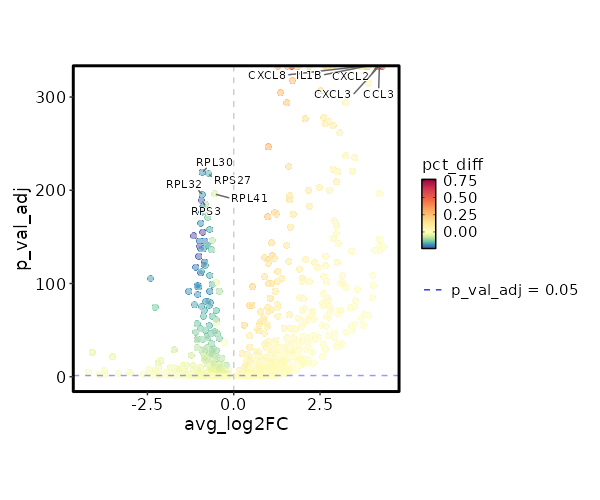 CXCL8 IL1B CXCL2
CXCL3 CCL3
300
RPL30
RPL32 RPS27
200
RPL41
RPS3
100
0
p_val_adj
-2.5 0.0 2.5
avg_log2FC
pct_diff
0.75
0.50
0.25
0.00
p_val_adj = 0.05